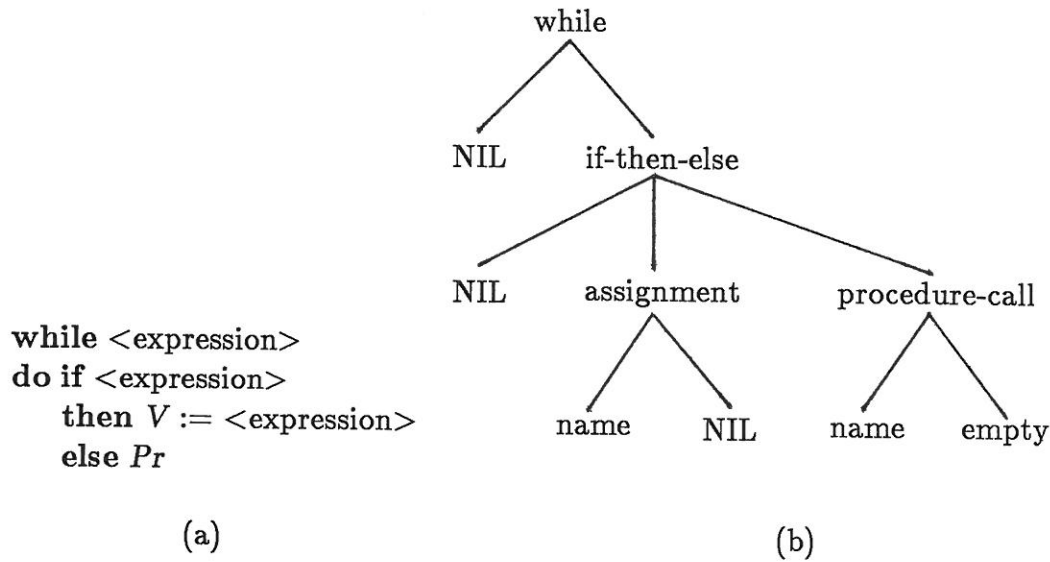 while
NIL if-then-else
NIL assignment procedure-call
name NIL name empty
while <expression>
do if <expression>
then V := <expression>
else Pr
(a)
(b)